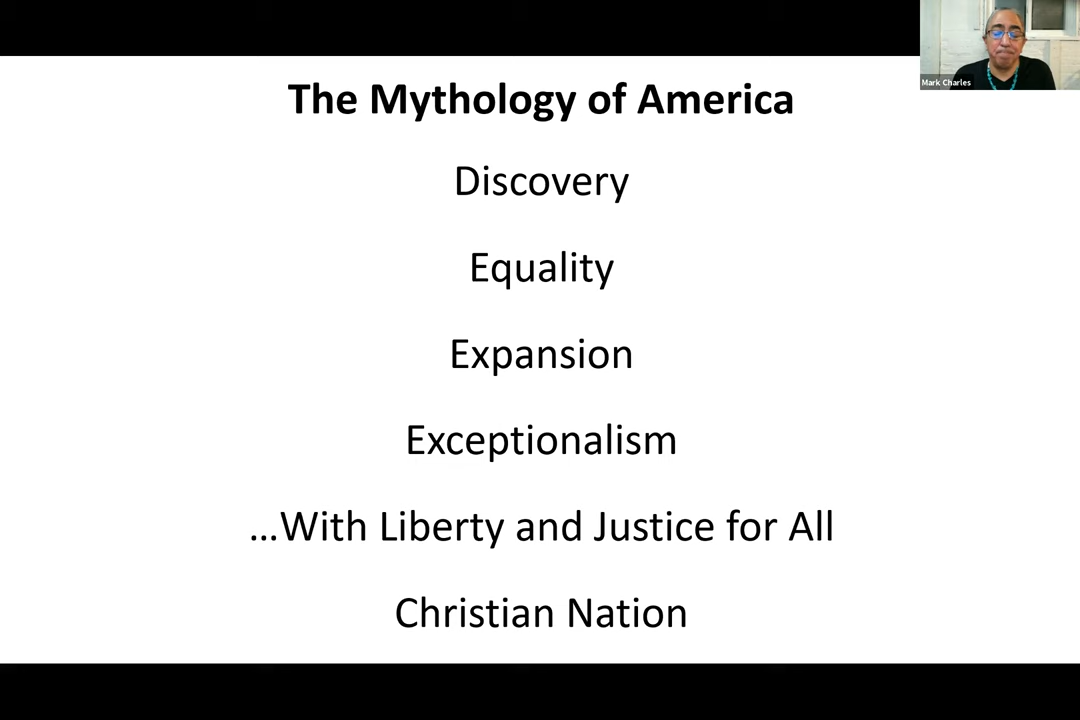 The Mythology of America
Mark Charles
Discovery
Equality
Expansion
Exceptionalism
...With Liberty and Justice for All
Christian Nation